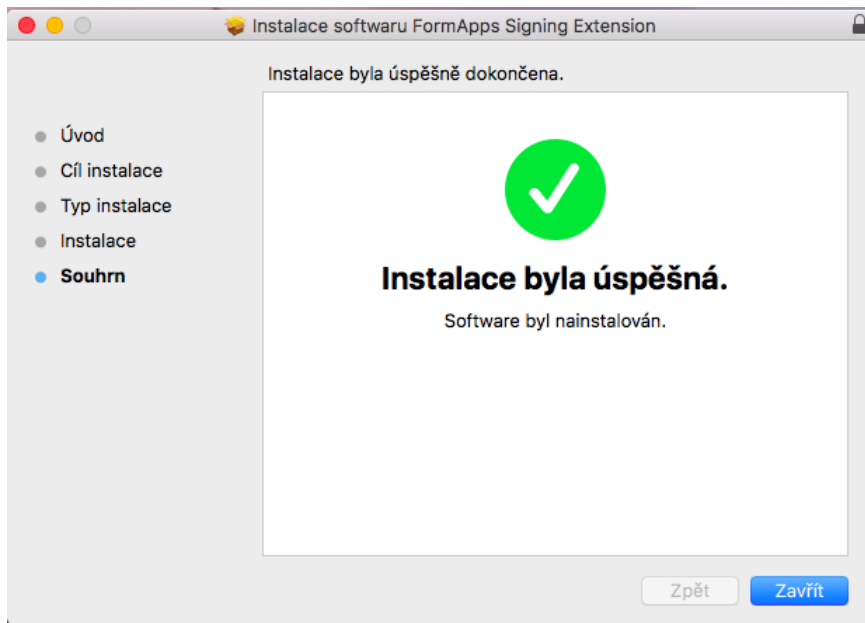 Instalace softwaru FormApps Signing Extension
Instalace byla úspěšně dokončena.
Úvod
Cíl instalace
Typ instalace
Instalace
Souhrn
Instalace byla úspěšná.
Software byl nainstalován.
Zpět
Zavřít